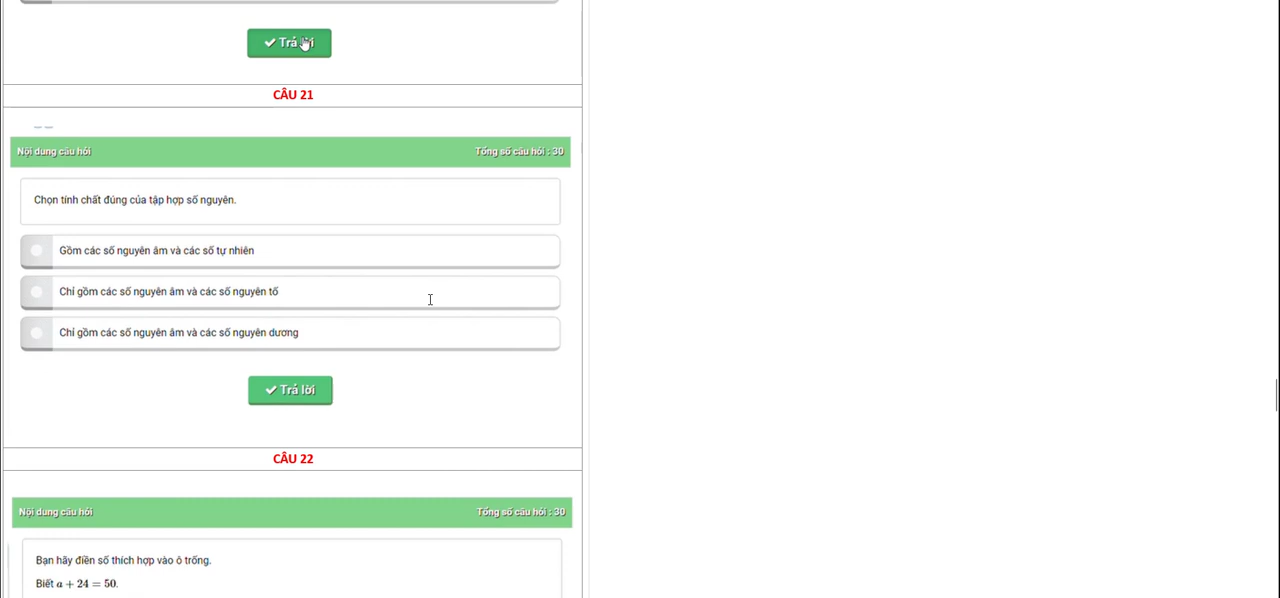 Trả lời
CÂU 21
Nội dung câu hỏi
Tổng số câu hỏi : 30
Chọn tính chất đúng của tập hợp số nguyên.
Gồm các số nguyên âm và các số tự nhiên
Chỉ gồm các số nguyên âm và các số nguyên tố
Chỉ gồm các số nguyên âm và các số nguyên dương
Trả lời
CÂU 22
Nội dung câu hỏi
Tổng số câu hỏi : 30
Bạn hãy điền số thích hợp vào ô trống.
Biết a + 24 = 50.